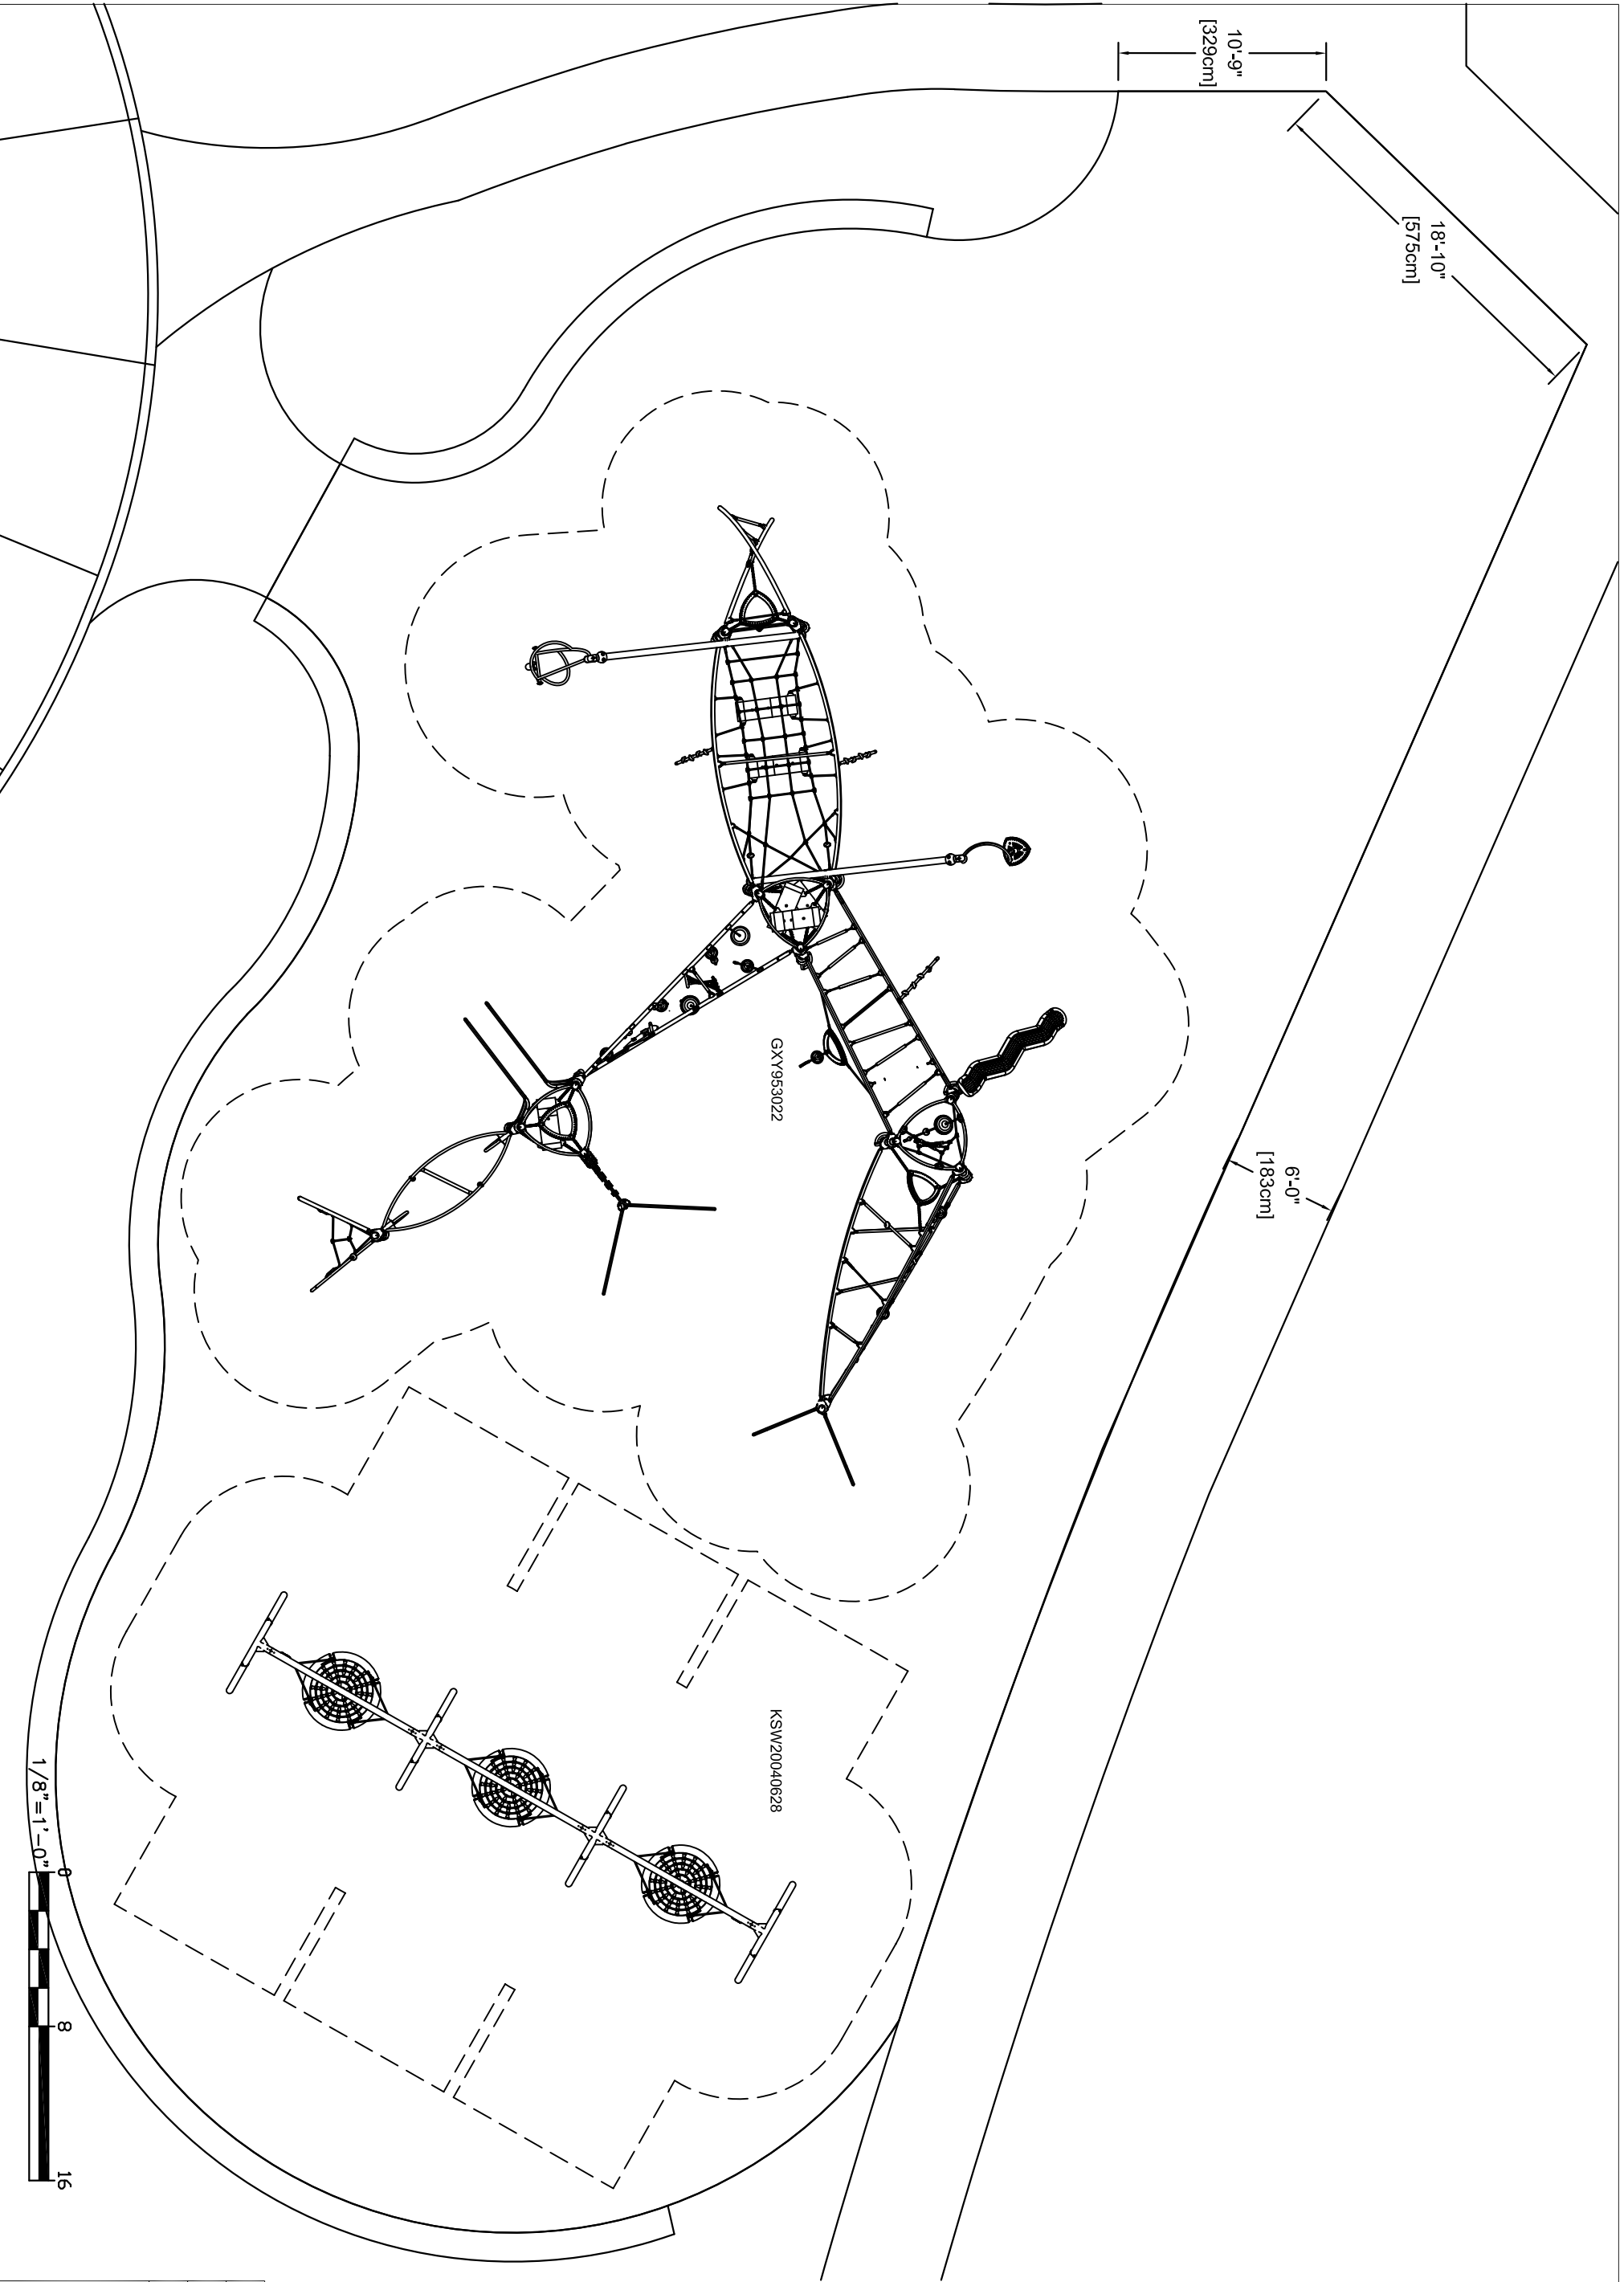 10'-9"
[329cm]
18'-10"
[575cm]
6'-0"
[183cm]
GXY953022
KSW20040628
1/8"=1'-0"
0
8
16